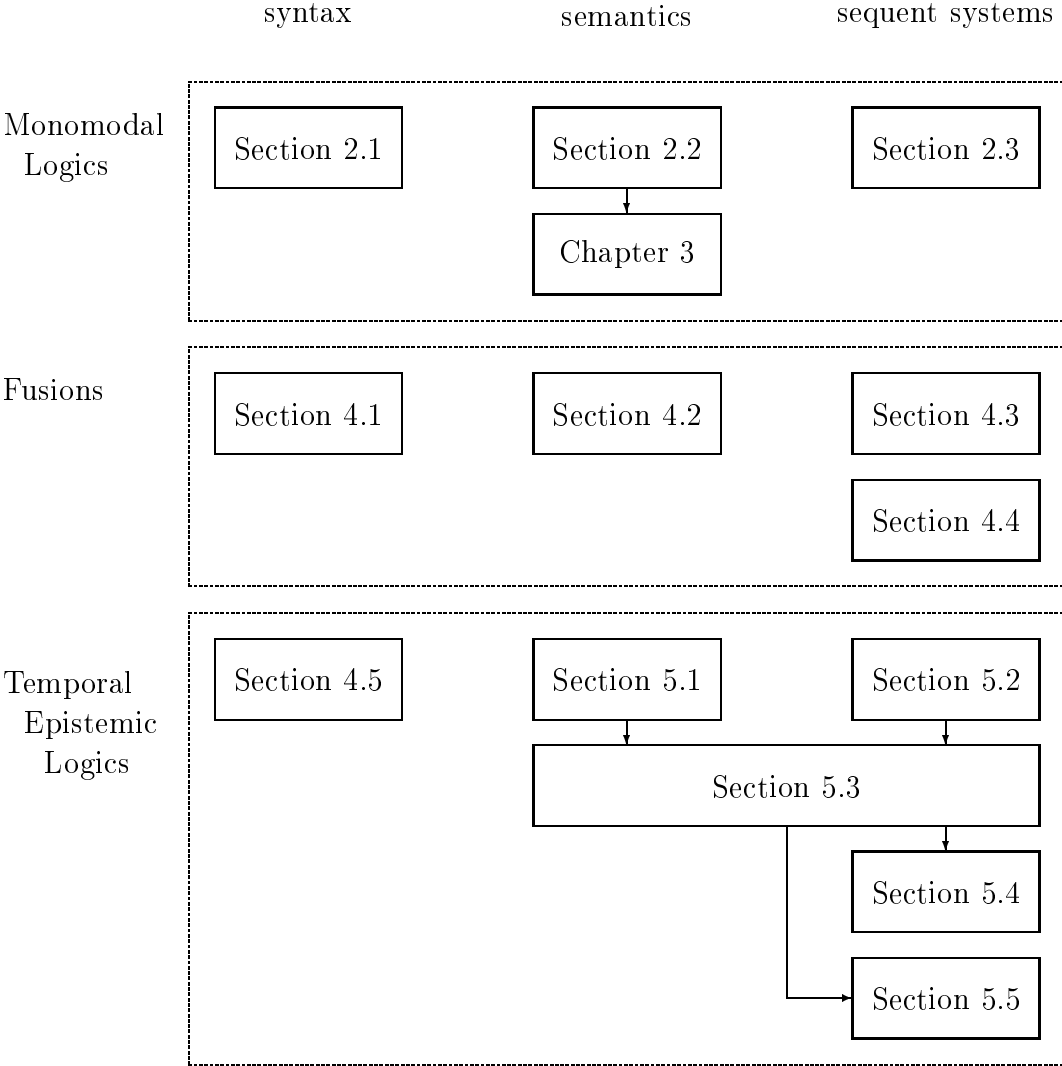 syntax
semantics
sequent systems
Monomodal
Logics
Section 2.1
Section 2.2
Section 2.3
Chapter 3
Fusions
Section 4.1
Section 4.2
Section 4.3
Section 4.4
Temporal
Epistemic
Logics
Section 4.5
Section 5.1
Section 5.2
Section 5.3
Section 5.4
Section 5.5